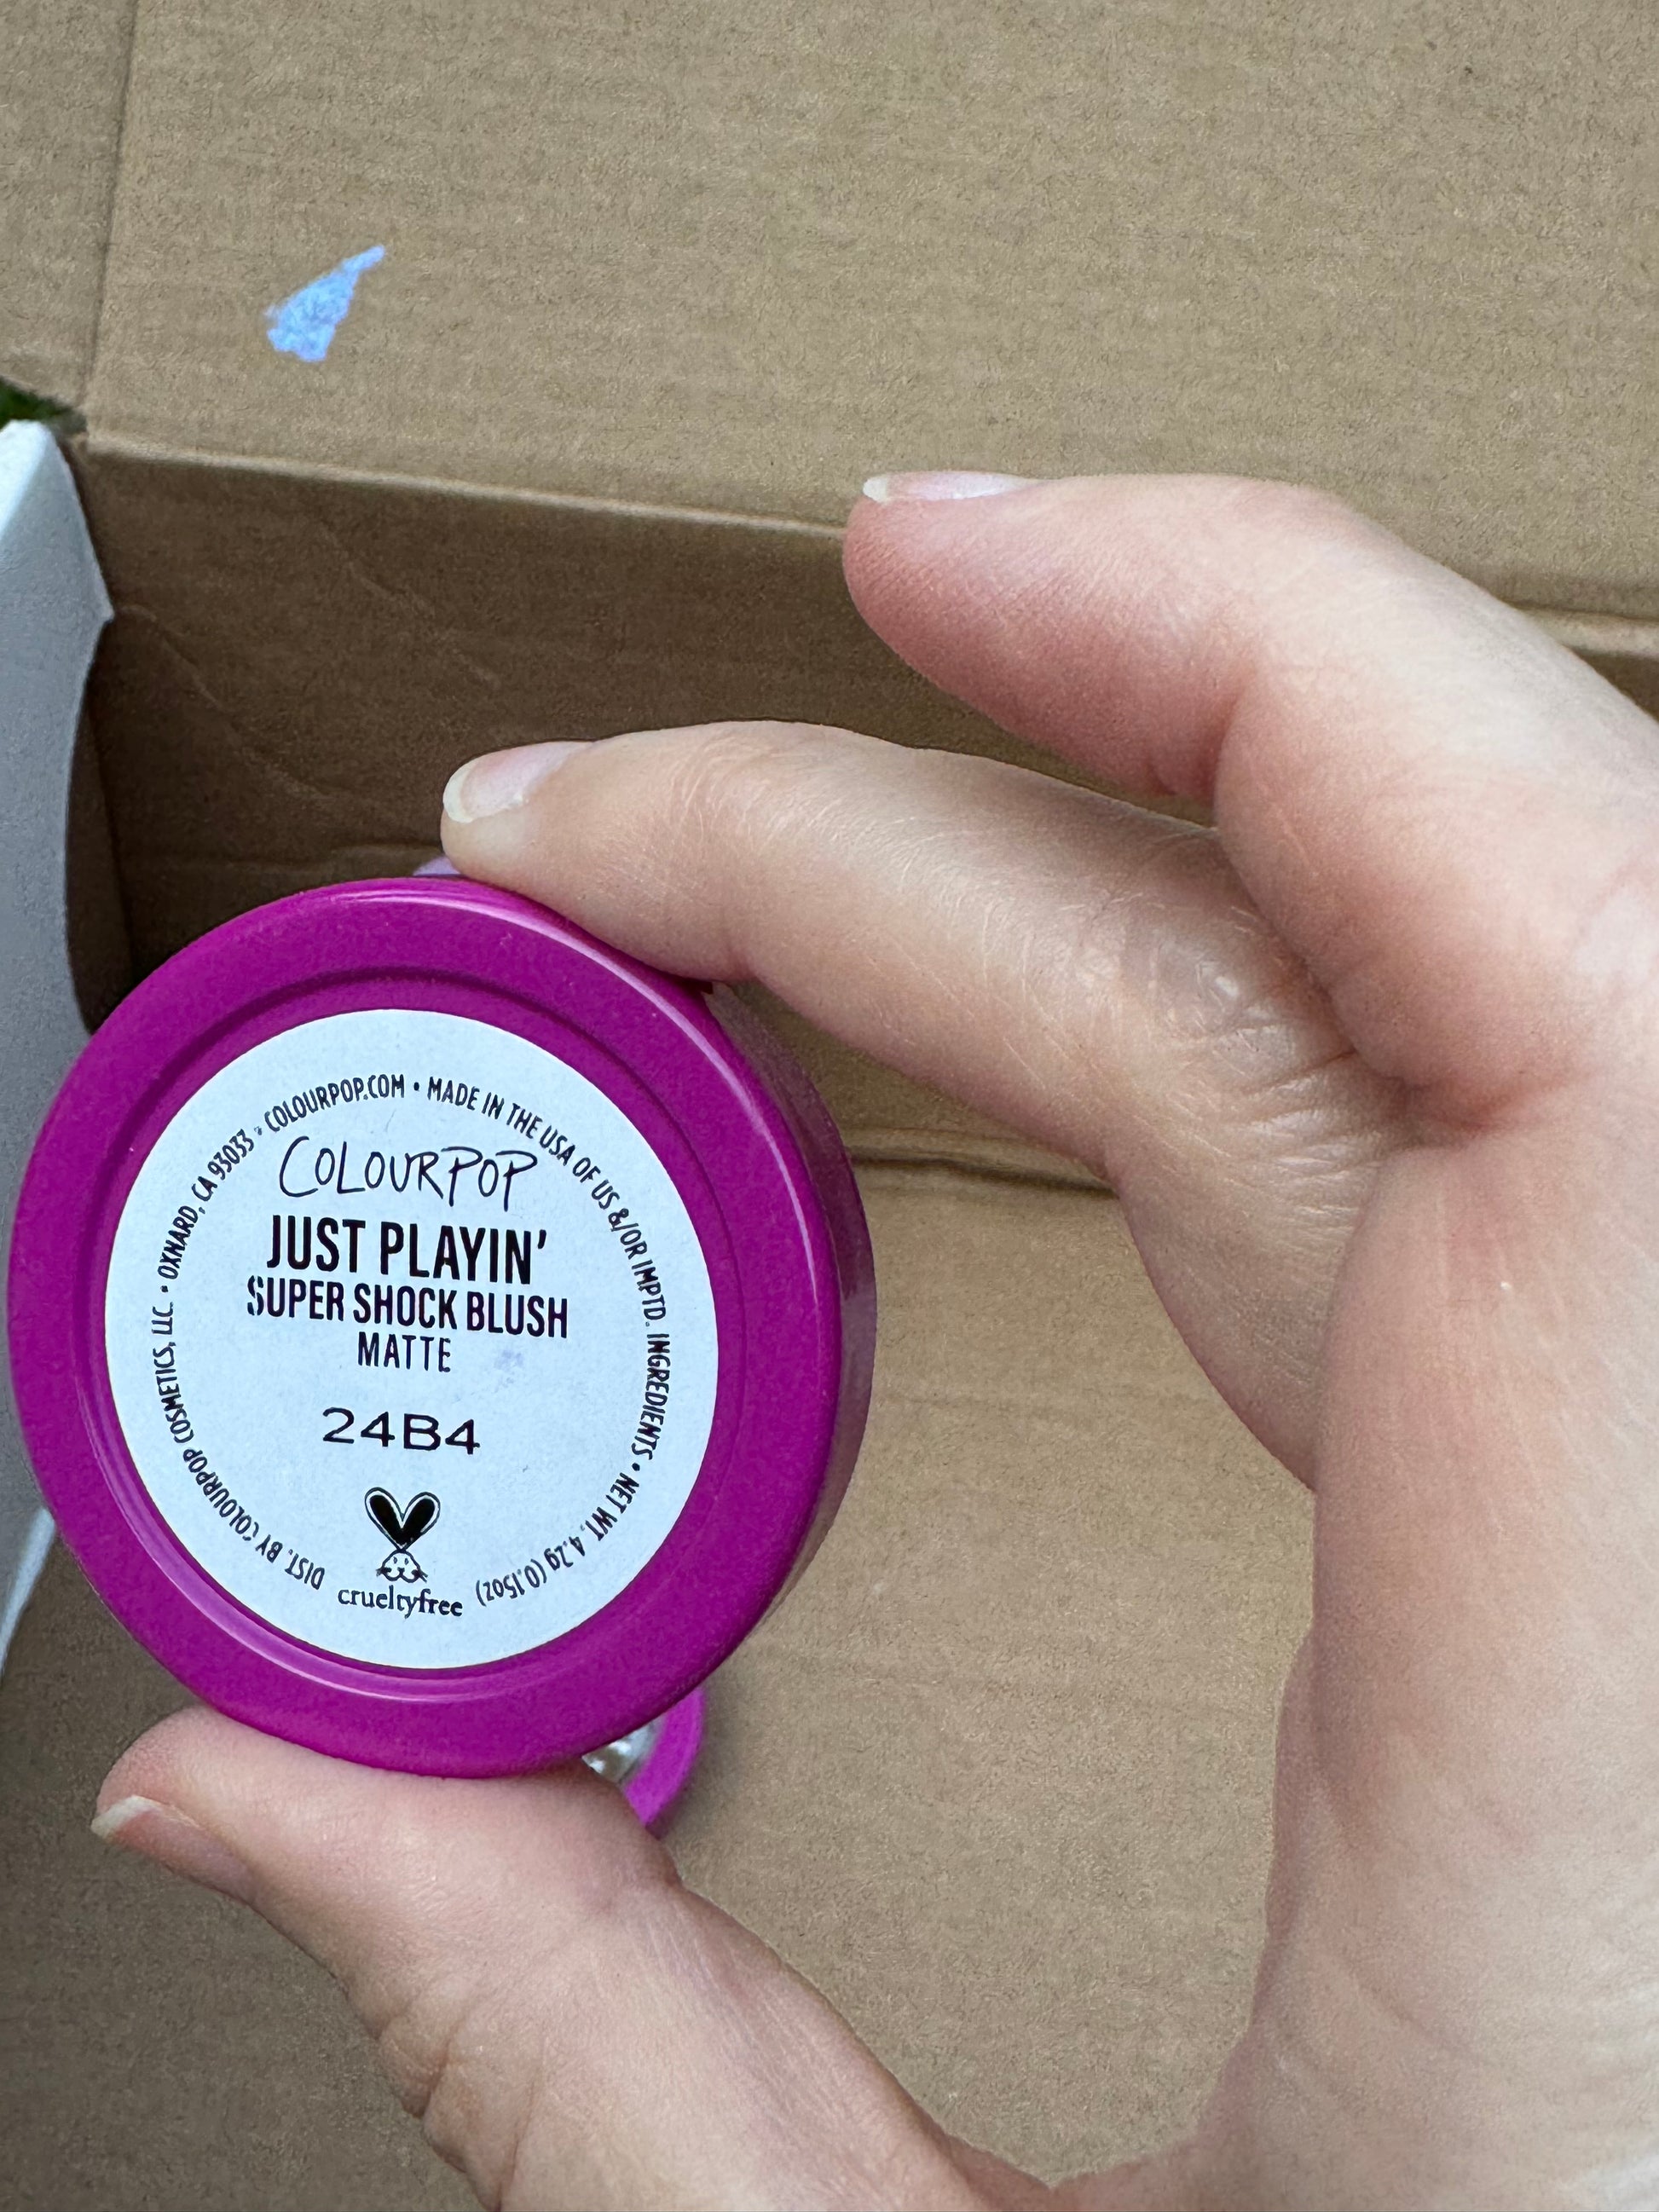 COLOURPOP
JUST PLAYIN'
SUPER SHOCK BLUSH
MATTE
24B4
crueltyfree
DIST. BY COLOURPOP COSMETICS, LLC • OXNARD, CA 93033 • COLOURPOP.COM • MADE IN THE USA OF US &/OR IMPTD. INGREDIENTS • NET WT. 4.2g (0.15oz)